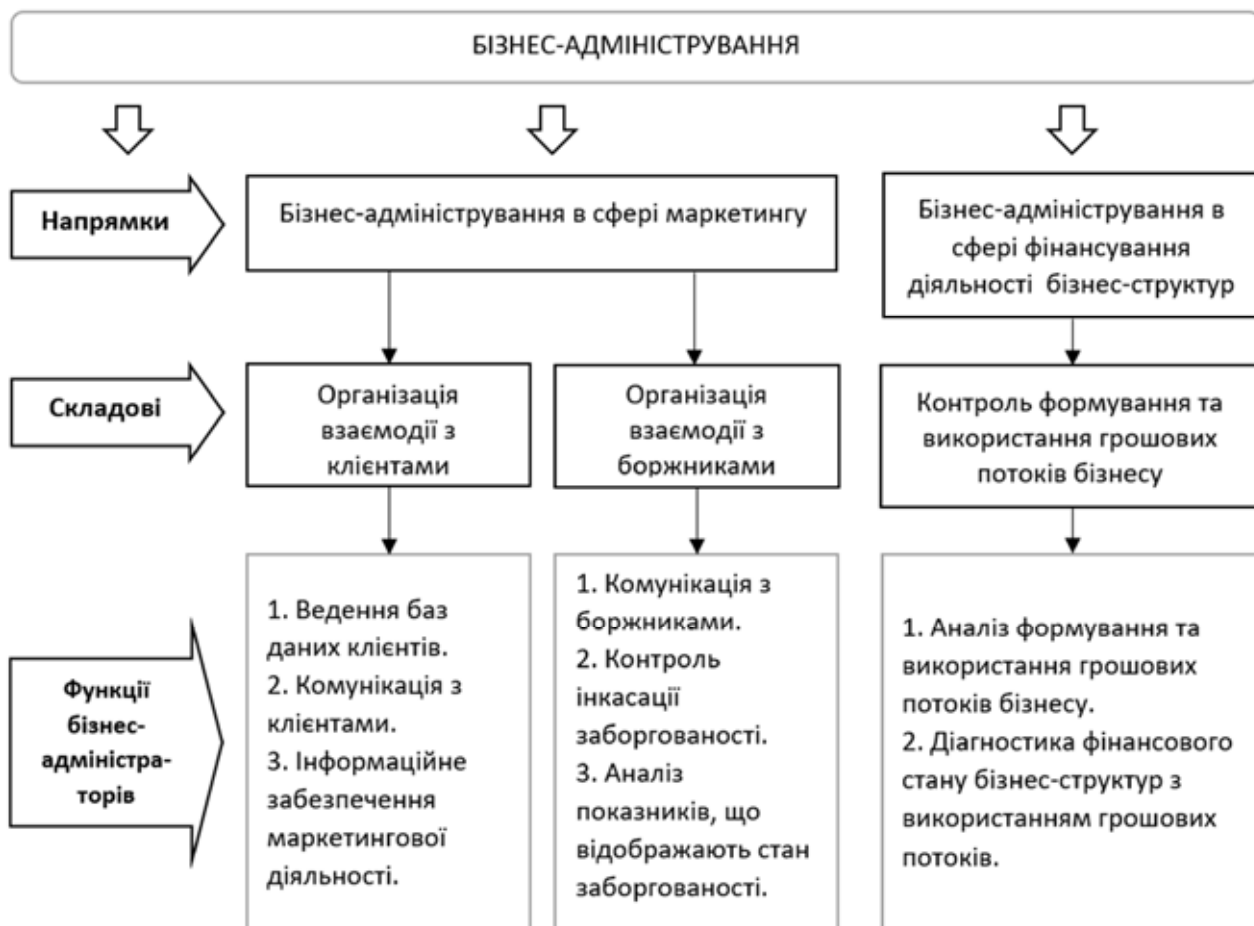 БІЗНЕС-АДМІНІСТРУВАННЯ
Напрямки
Бізнес-адміністрування в сфері маркетингу
Бізнес-адміністрування в
сфері фінансування
діяльності бізнес-структур
Складові
Організація
взаємодії з
клієнтами
Організація
взаємодії з
боржниками
Контроль формування та
використання грошових
потоків бізнесу
Функції
бізнес-
адміністра-
торів
1. Ведення баз
даних клієнтів.
2. Комунікація з
клієнтами.
3. Інформаційне
забезпечення
маркетингової
діяльності.
1. Комунікація з
боржниками.
2. Контроль
інкасації
заборгованості.
3. Аналіз
показників, що
відображають стан
заборгованості.
1. Аналіз формування та
використання грошових
потоків бізнесу.
2. Діагностика фінансового
стану бізнес-структур з
використанням грошових
потоків.